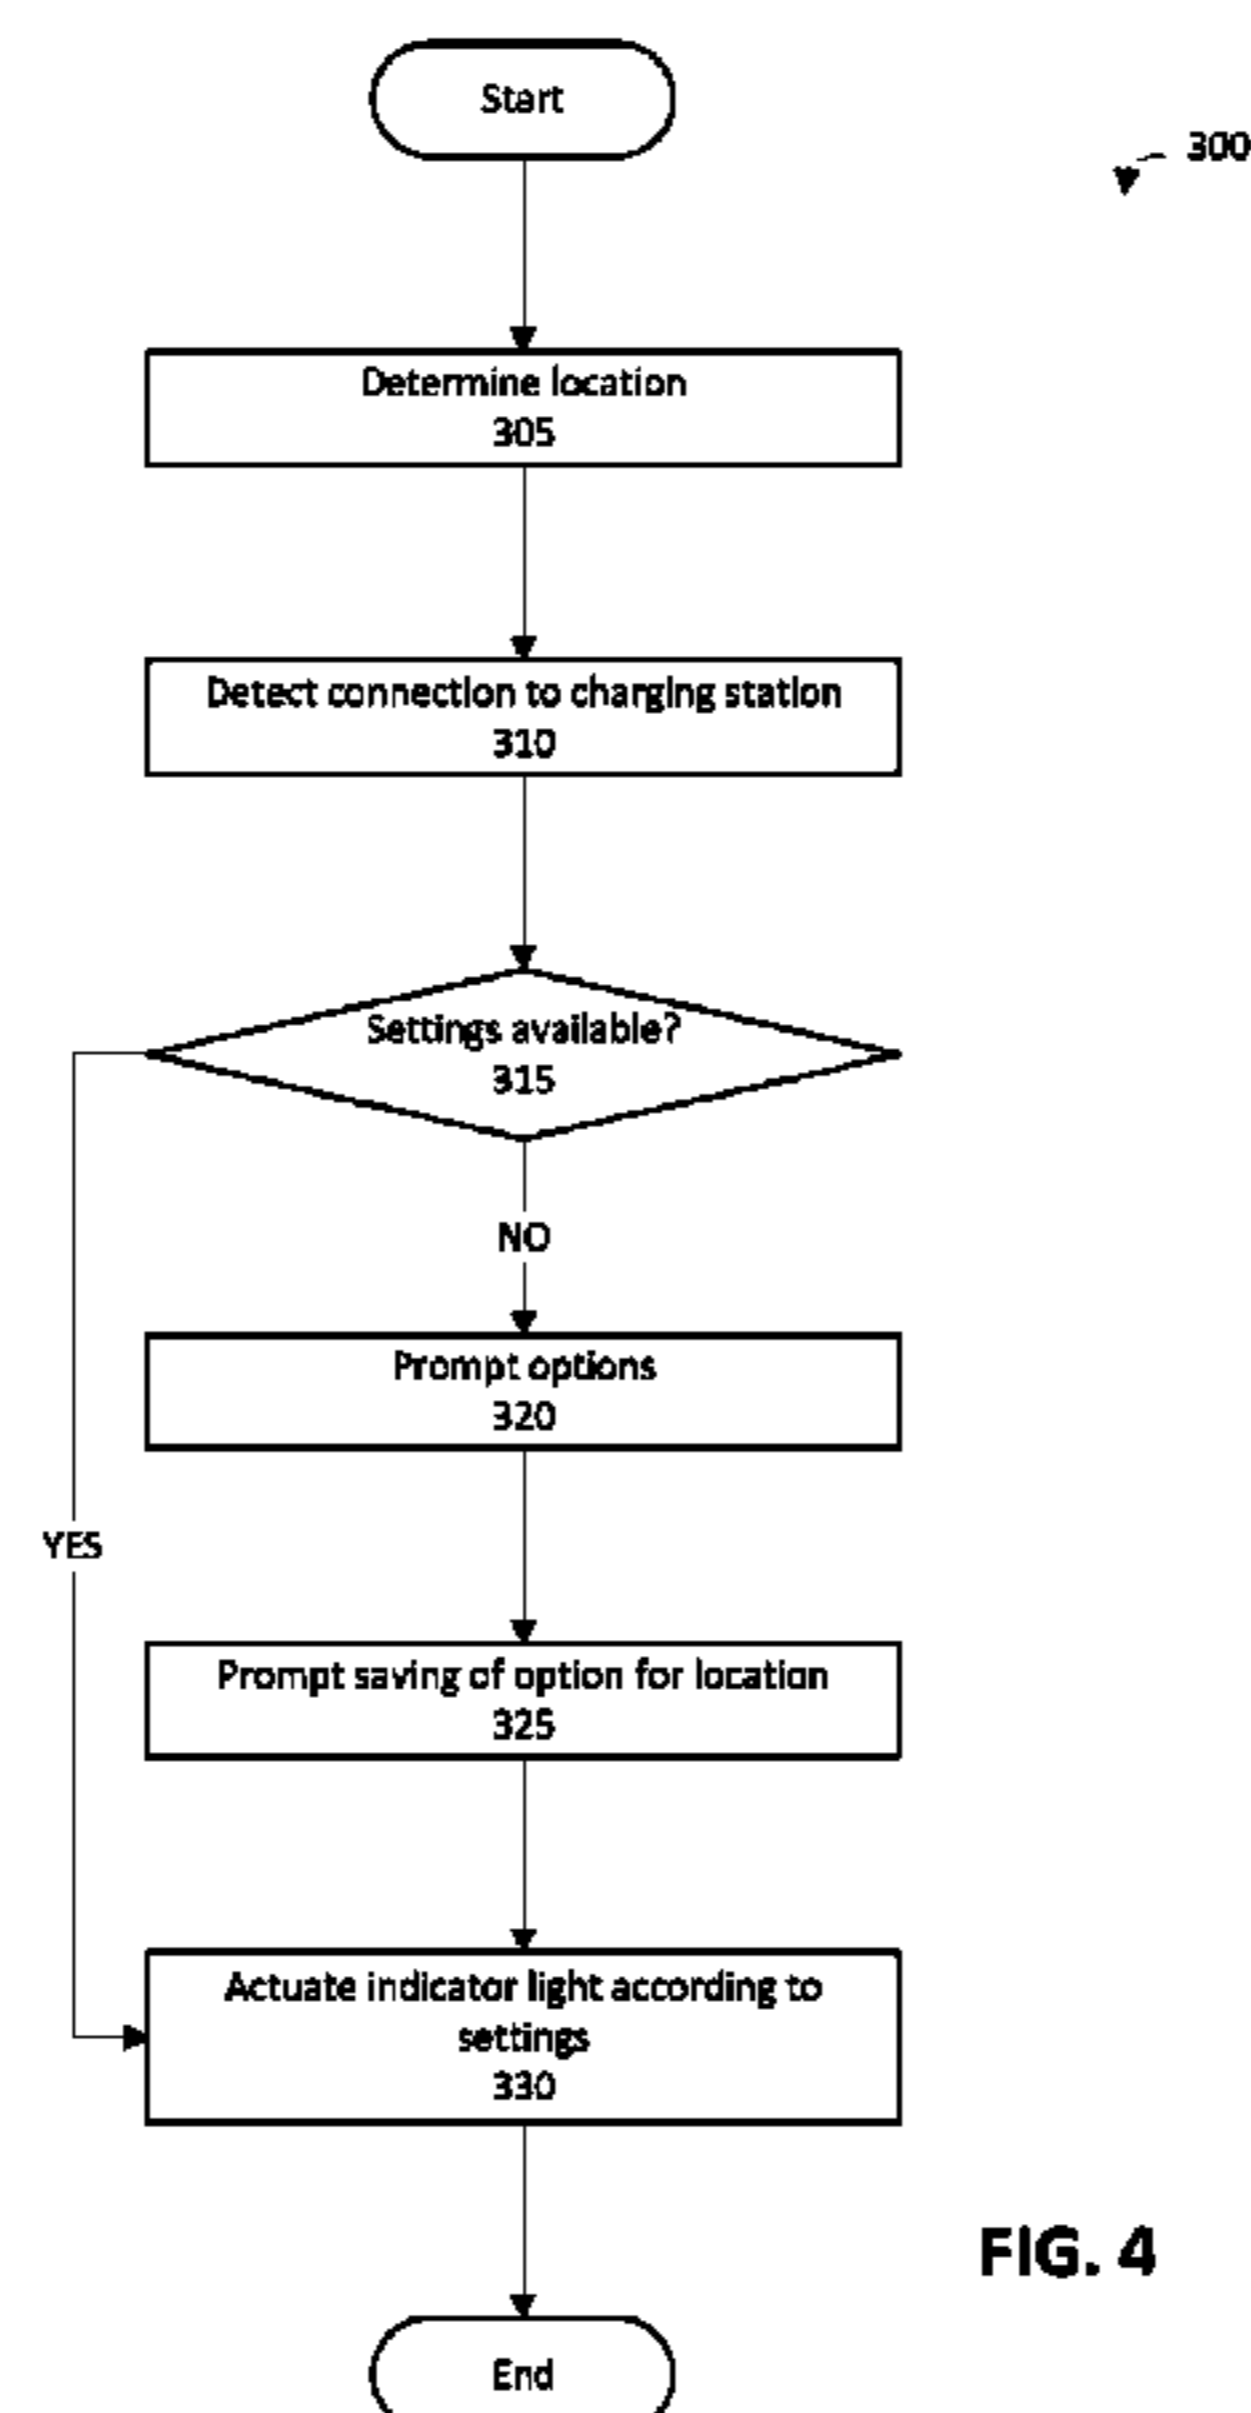 Start
300
Determine location
305
Detect connection to charging station
310
Settings available?
315
NO
Prompt options
320
YES
Prompt saving of option for location
325
Actuate indicator light according to
settings
330
FIG. 4
End